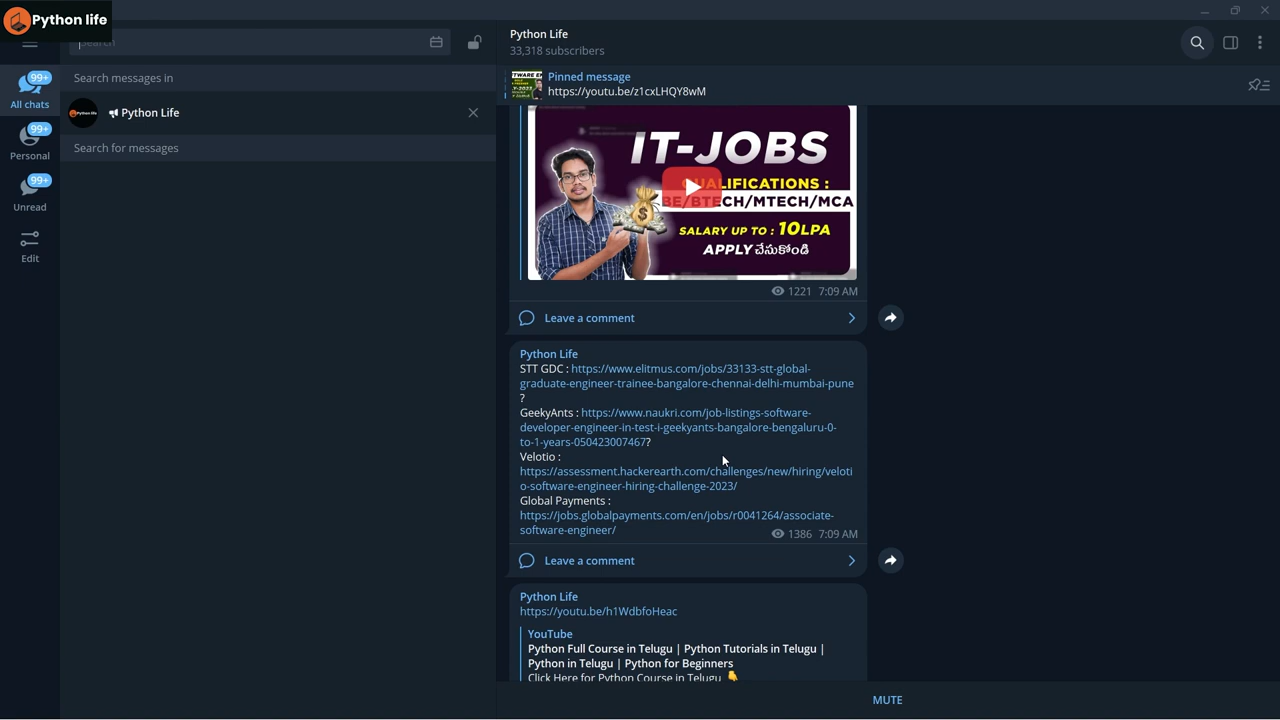 Python life
Search
Python Life
33,318 subscribers
99+
All chats
99+
Personal
99+
Unread
Edit
Search messages in
Python Life
Search for messages
Pinned message
https://youtu.be/z1cxLHQY8wM
IT-JOBS
QUALIFICATIONS :
BE/BTECH/MTECH/MCA
SALARY UP TO : 10LPA
APPLY చేసుకోండి
1221 7:09 AM
Leave a comment
Python Life
STT GDC : https://www.elitmus.com/jobs/33133-stt-global-
graduate-engineer-trainee-bangalore-chennai-delhi-mumbai-pune
?
GeekyAnts : https://www.naukri.com/job-listings-software-
developer-engineer-in-test-i-geekyants-bangalore-bengaluru-0-
to-1-years-050423007467?
Velotio :
https://assessment.hackerearth.com/challenges/new/hiring/veloti
o-software-engineer-hiring-challenge-2023/
Global Payments :
https://jobs.globalpayments.com/en/jobs/r0041264/associate-
software-engineer/
1386 7:09 AM
Leave a comment
Python Life
https://youtu.be/h1WdbfoHeac
YouTube
Python Full Course in Telugu | Python Tutorials in Telugu |
Python in Telugu | Python for Beginners
Click Here for Python Course in Telugu 👇
MUTE